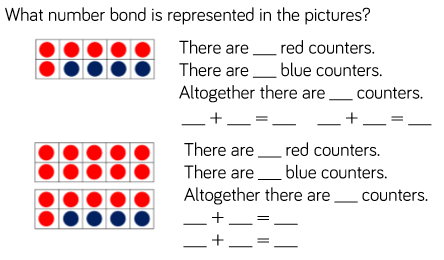 What number bond is represented in the pictures?
There are ___ red counters.
There are ___ blue counters.
Altogether there are ___ counters.
___ + ___ = ___ ___ + ___ = ___
There are ___ red counters.
There are ___ blue counters.
Altogether there are ___ counters.
___ + ___ = ___
___ + ___ = ___